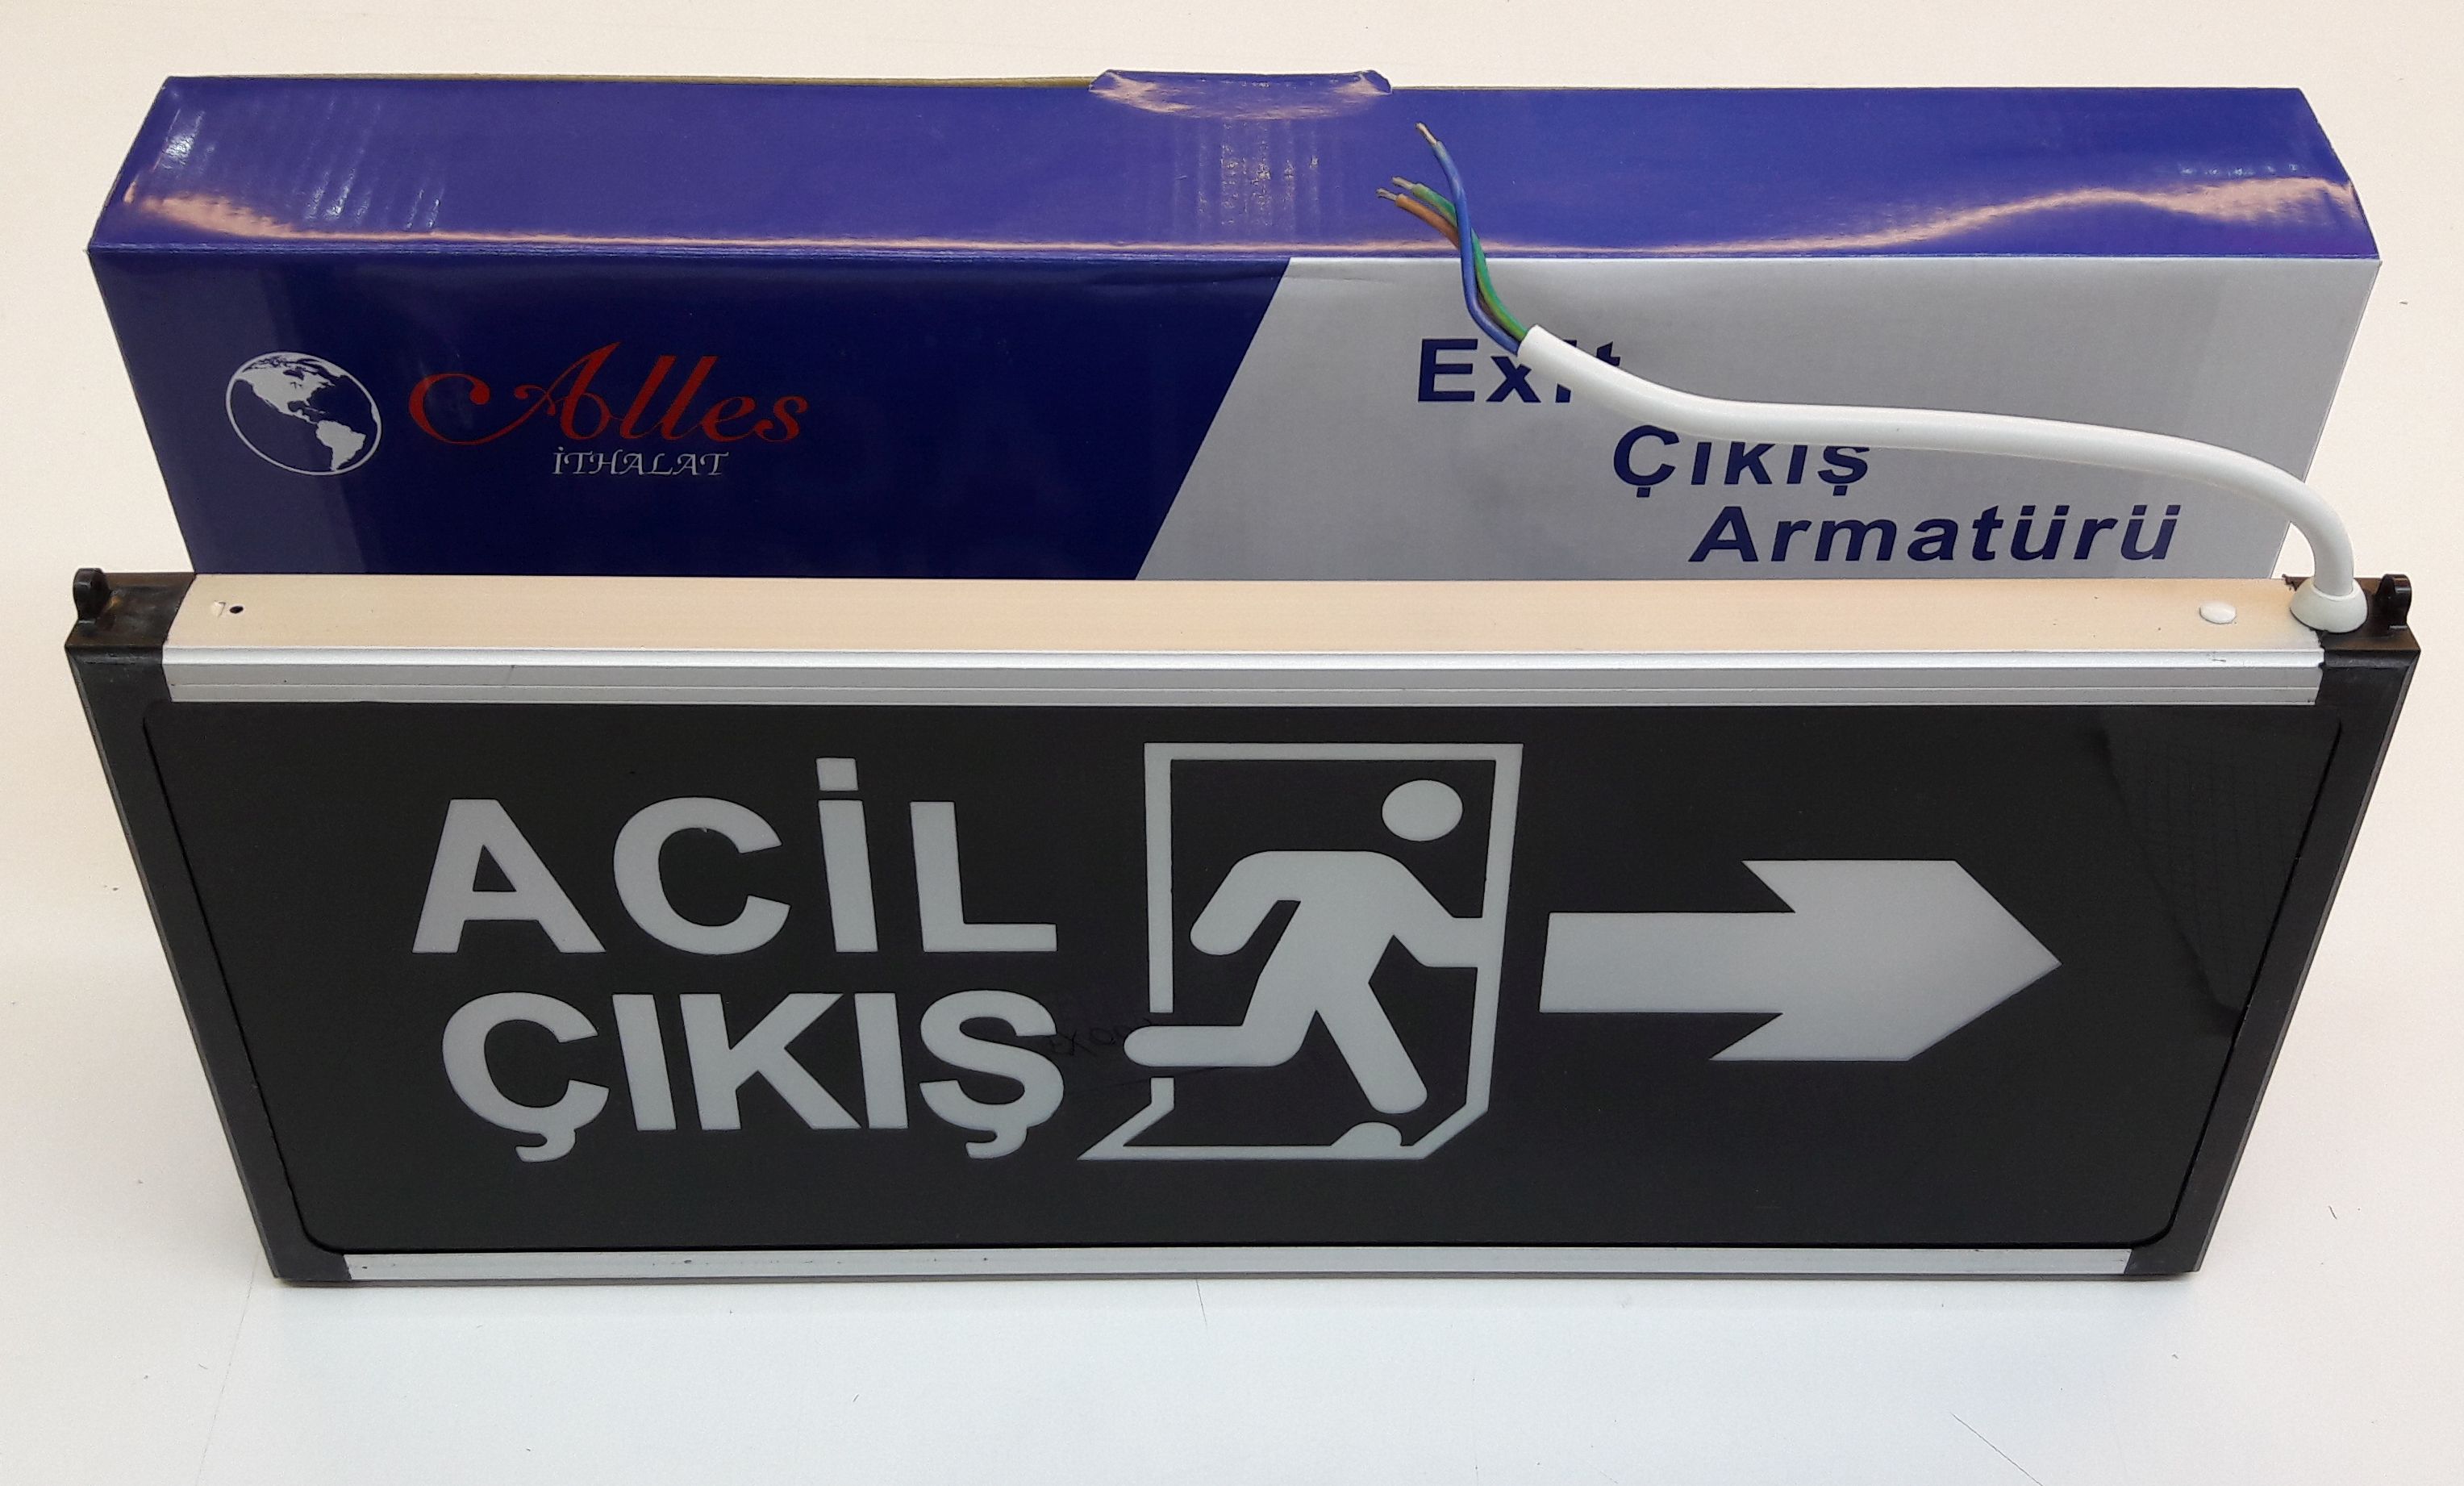 Alles
İTHALAT
Exit
Çıkış
Armatürü
ACİL
ÇIKIŞ